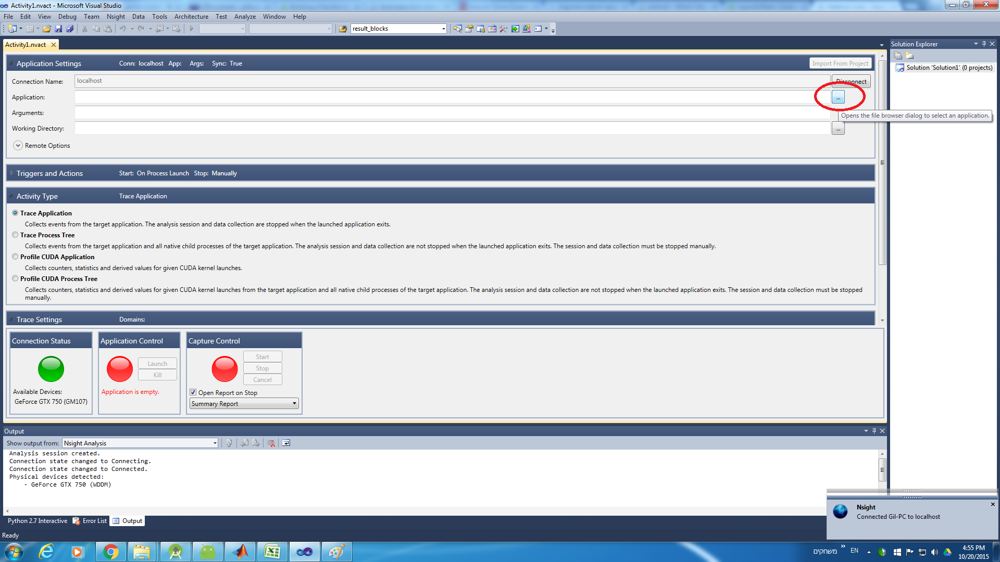 Activity1.nvact - Microsoft Visual Studio
File Edit View Debug Team Nsight Data Tools Architecture Test Analyze Window Help
result_blocks
Activity1.nvact
Application Settings Conn: localhost App: Args: Sync: True Import From Project
Connection Name: localhost Disconnect
Application: ...
Arguments:
Opens the file browser dialog to select an application.
Working Directory: ...
Remote Options
Triggers and Actions Start: On Process Launch Stop: Manually
Activity Type Trace Application
Trace Application
Collects events from the target application. The analysis session and data collection are stopped when the launched application exits.
Trace Process Tree
Collects events from the target application and all native child processes of the target application. The analysis session and data collection are not stopped when the launched application exits. The session and data collection must be stopped manually.
Profile CUDA Application
Collects counters, statistics and derived values for given CUDA kernel launches.
Profile CUDA Process Tree
Collects counters, statistics and derived values for given CUDA kernel launches from the target application and all native child processes of the target application. The analysis session and data collection are not stopped when the launched application exits. The session and data collection must be stopped
manually.
Trace Settings Domains:
Connection Status
Available Devices:
GeForce GTX 750 (GM107)
Application Control
Launch
Kill
Application is empty.
Capture Control
Start
Stop
Cancel
Open Report on Stop
Summary Report
Output
Show output from: Nsight Analysis
Analysis session created.
Connection state changed to Connecting.
Connection state changed to Connected.
Physical devices detected:
- GeForce GTX 750 (WDDM)
Python 2.7 Interactive Error List Output
Ready
Solution Explorer
Solution 'Solution1' (0 projects)
Nsight
Connected Gil-PC to localhost
משחקים
EN
4:55 PM
10/20/2015